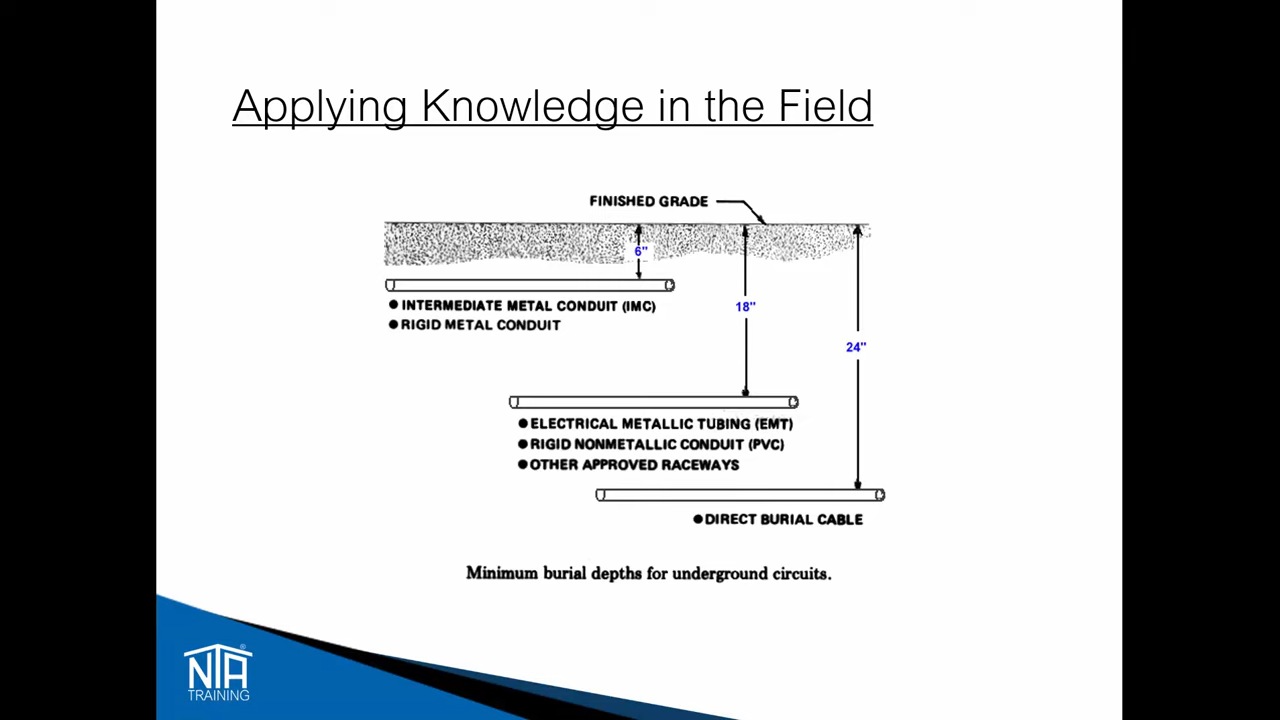 Applying Knowledge in the Field
FINISHED GRADE
6"
● INTERMEDIATE METAL CONDUIT (IMC)
● RIGID METAL CONDUIT
18"
24"
● ELECTRICAL METALLIC TUBING (EMT)
● RIGID NONMETALLIC CONDUIT (PVC)
● OTHER APPROVED RACEWAYS
● DIRECT BURIAL CABLE
Minimum burial depths for underground circuits.
NTA ®
TRAINING